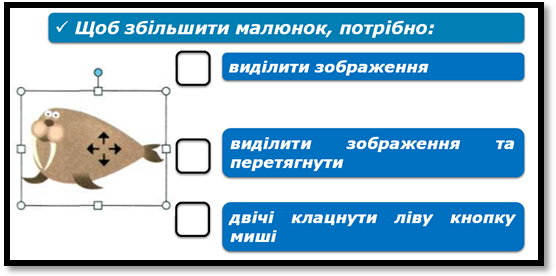 ✓ Щоб збільшити малюнок, потрібно:
виділити зображення
виділити зображення та
перетягнути
двічі клацнути ліву кнопку
миші